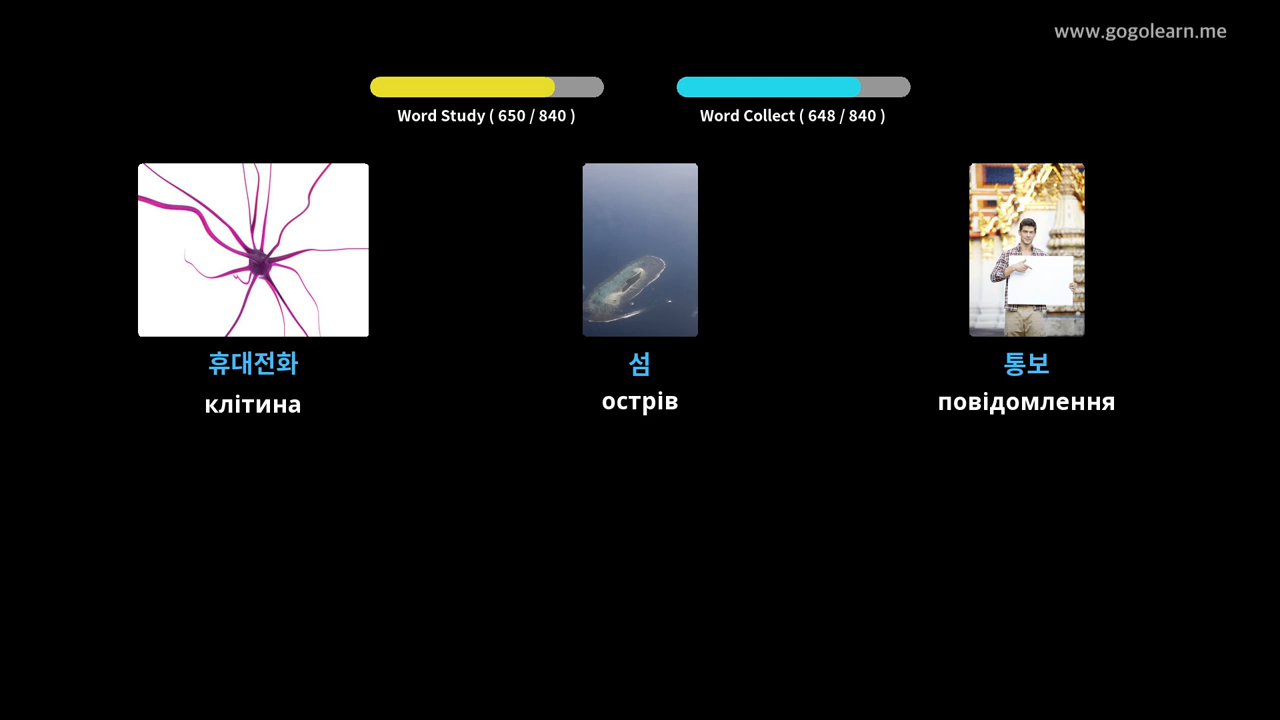 www.gogolearn.me
Word Study ( 650 / 840 )
Word Collect ( 648 / 840 )
휴대전화
섬
통보
клітина
острів
повідомлення